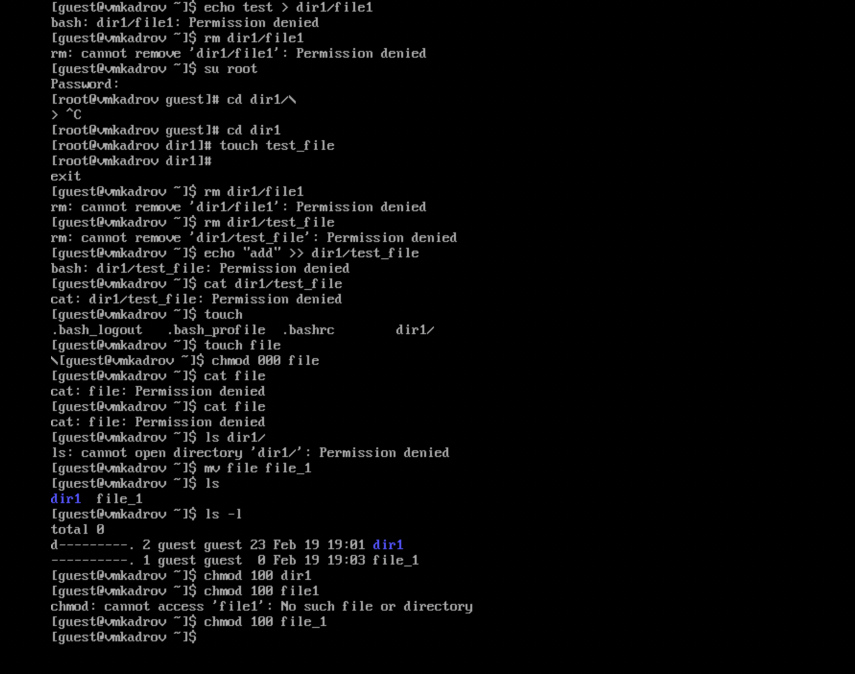 [guest@vmkadrov ~]$ echo test > dir1/file1
bash: dir1/file1: Permission denied
[guest@vmkadrov ~]$ rm dir1/file1
rm: cannot remove 'dir1/file1': Permission denied
[guest@vmkadrov ~]$ su root
Password:
[root@vmkadrov guest]# cd dir1/\
> ^C
[root@vmkadrov guest]# cd dir1
[root@vmkadrov dir1]# touch test_file
[root@vmkadrov dir1]#
exit
[guest@vmkadrov ~]$ rm dir1/file1
rm: cannot remove 'dir1/file1': Permission denied
[guest@vmkadrov ~]$ rm dir1/test_file
rm: cannot remove 'dir1/test_file': Permission denied
[guest@vmkadrov ~]$ echo "add" >> dir1/test_file
bash: dir1/test_file: Permission denied
[guest@vmkadrov ~]$ cat dir1/test_file
cat: dir1/test_file: Permission denied
[guest@vmkadrov ~]$ touch
.bash_logout   .bash_profile  .bashrc        dir1/
[guest@vmkadrov ~]$ touch file
\[guest@vmkadrov ~]$ chmod 000 file
[guest@vmkadrov ~]$ cat file
cat: file: Permission denied
[guest@vmkadrov ~]$ cat file
cat: file: Permission denied
[guest@vmkadrov ~]$ ls dir1/
ls: cannot open directory 'dir1/': Permission denied
[guest@vmkadrov ~]$ mv file file_1
[guest@vmkadrov ~]$ ls
dir1  file_1
[guest@vmkadrov ~]$ ls -l
total 0
d---------. 2 guest guest 23 Feb 19 19:01 dir1
----------. 1 guest guest  0 Feb 19 19:03 file_1
[guest@vmkadrov ~]$ chmod 100 dir1
[guest@vmkadrov ~]$ chmod 100 file1
chmod: cannot access 'file1': No such file or directory
[guest@vmkadrov ~]$ chmod 100 file_1
[guest@vmkadrov ~]$